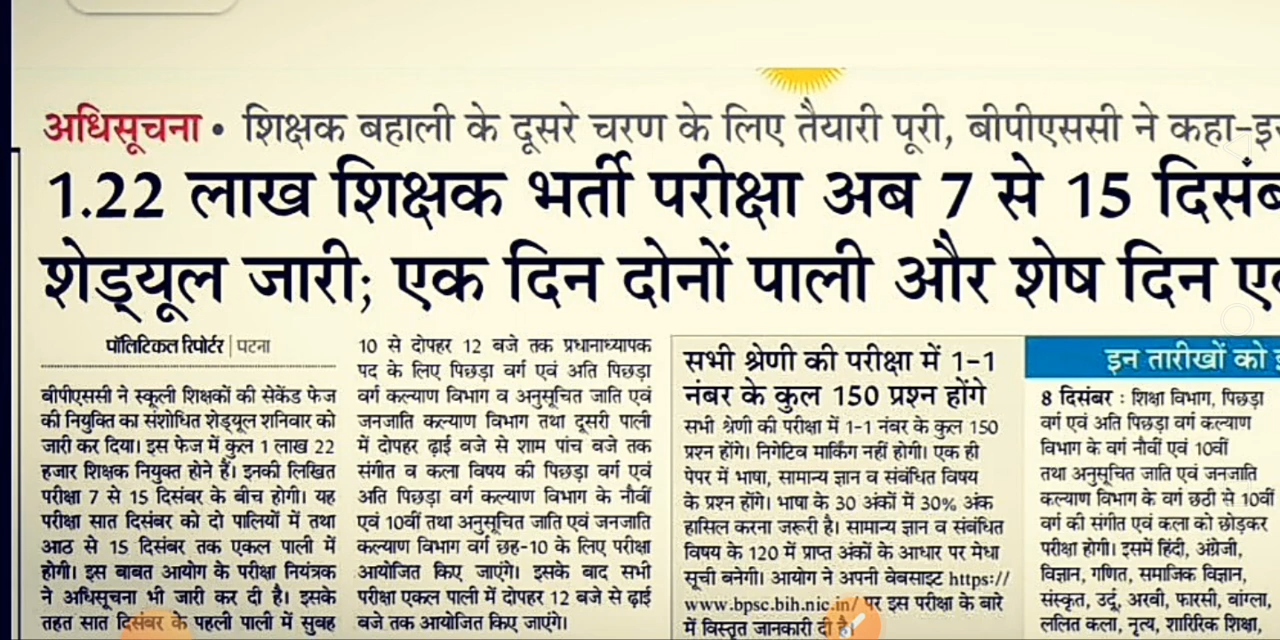 अधिसूचना • शिक्षक बहाली के दूसरे चरण के लिए तैयारी पूरी, बीपीएससी ने कहा-
1.22 लाख शिक्षक भर्ती परीक्षा अब 7 से 15
शेड्यूल जारी; एक दिन दोनों पाली और शेष दिन
पॉलिटिकल रिपोर्टर | पटना
बीपीएससी ने स्कूली शिक्षकों की सेकेंड फेज
की नियुक्ति का संशोधित शेड्यूल शनिवार को
जारी कर दिया। इस फेज में कुल 1 लाख 22
हजार शिक्षक नियुक्त होने हैं। इनकी लिखित
परीक्षा 7 से 15 दिसंबर के बीच होगी। यह
परीक्षा सात दिसंबर को दो पालियों में तथा
आठ से 15 दिसंबर तक एकल पाली में
होगी। इस बाबत आयोग के परीक्षा नियंत्रक
ने अधिसूचना भी जारी कर दी है। इसके
तहत सात दिसंबर के पहली पाली में सुबह
10 से दोपहर 12 बजे तक प्रधानाध्यापक
पद के लिए पिछड़ा वर्ग एवं अति पिछड़ा
वर्ग कल्याण विभाग व अनुसूचित जाति एवं
जनजाति कल्याण विभाग तथा दूसरी पाली
में दोपहर ढ़ाई बजे से शाम पांच बजे तक
संगीत व कला विषय की पिछड़ा वर्ग एवं
अति पिछड़ा वर्ग कल्याण विभाग के नौवीं
एवं 10वीं तथा अनुसूचित जाति एवं जनजाति
कल्याण विभाग वर्ग छह-10 के लिए परीक्षा
आयोजित किए जाएंगे। इसके बाद सभी
परीक्षा एकल पाली में दोपहर 12 बजे से ढ़ाई
बजे तक आयोजित किए जाएंगे।
सभी श्रेणी की परीक्षा में 1-1
नंबर के कुल 150 प्रश्न होंगे
सभी श्रेणी की परीक्षा में 1-1 नंबर के कुल 150
प्रश्न होंगे। निगेटिव मार्किंग नहीं होगी। एक ही
पेपर में भाषा, सामान्य ज्ञान व संबंधित विषय
के प्रश्न होंगे। भाषा के 30 अंकों में 30% अंक
हासिल करना जरूरी है। सामान्य ज्ञान व संबंधित
विषय के 120 में प्राप्त अंकों के आधार पर मेधा
सूची बनेगी। आयोग ने अपनी वेबसाइट https://
www.bpsc.bih.nic.in/ पर इस परीक्षा के बारे
में विस्तृत जानकारी दी है।
इन तारीखों को
8 दिसंबर : शिक्षा विभाग, पिछड़ा
वर्ग एवं अति पिछड़ा वर्ग कल्याण
विभाग के वर्ग नौवीं एवं 10वीं
तथा अनुसूचित जाति एवं जनजाति
कल्याण विभाग के वर्ग छठी से 10वीं
वर्ग की संगीत एवं कला को छोड़कर
परीक्षा होगी। इसमें हिंदी, अंग्रेजी,
विज्ञान, गणित, समाजिक विज्ञान,
संस्कृत, उर्दू, अरबी, फारसी, बांग्ला,
ललित कला, नृत्य, शारिरिक शिक्षा,